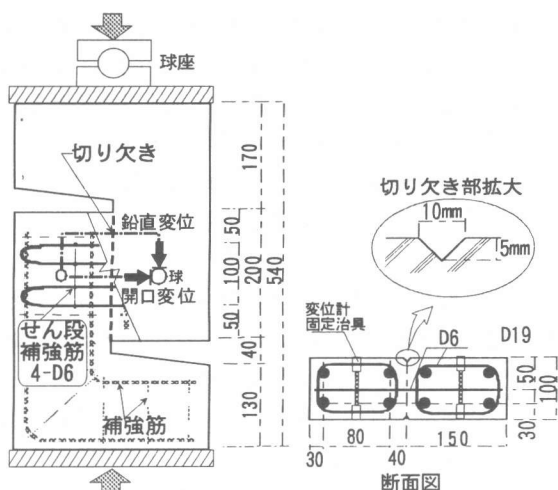 球座
切り欠き
鉛直変位
球
開口変位
せん段
補強筋
4-D6
補強筋
170
50
100
50
200
540
40
130
切り欠き部拡大
10mm
5mm
変位計
固定治具
D6
D19
50
100
30
80
150
30
40
断面図